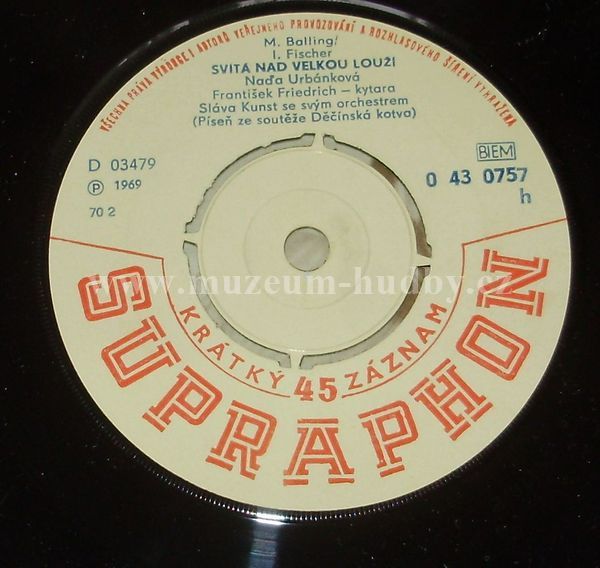 VŠECHNA PRÁVA VÝROBCE I AUTORŮ VEŘEJNÉHO PROVOZOVÁNÍ A ROZHLASOVÉHO ŠÍŘENÍ VYHRAŽENA
M. Balling!
I. Fischer
SVITÁ NAD VELKOU LOUŽÍ
Naďa Urbánková
František Friedrich — kytara
Sláva Kunst se svým orchestrem
(Píseň ze soutěže Děčínská kotva)
D 03479
℗ 1969
70 2
BIEM
0 43 0757
h
www.muzeum-hudby.cz
KRÁTKÝ 45 ZÁZNAM
SUPRAPHON